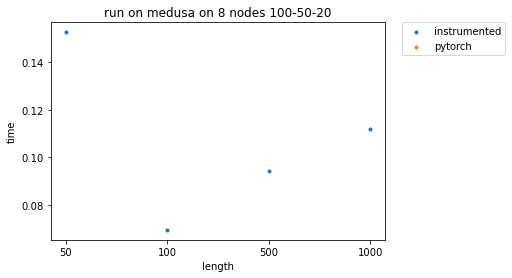 run on medusa on 8 nodes 100-50-20
instrumented
pytorch
0.14
0.12
0.10
0.08
time
50 100 500 1000
length